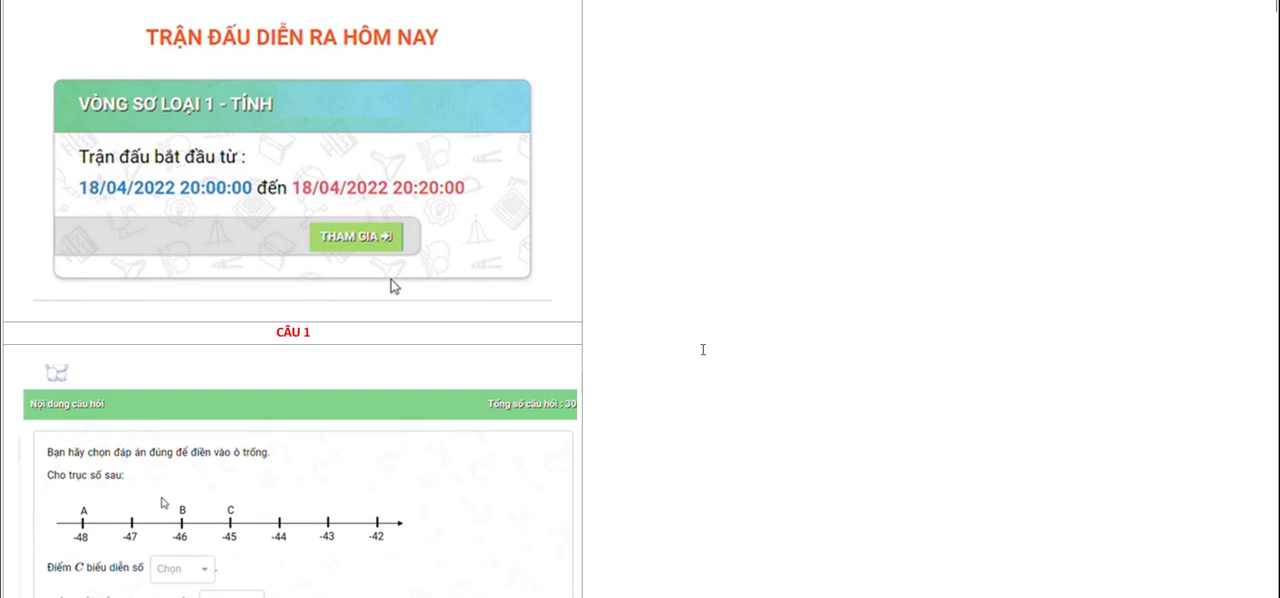 TRẬN ĐẤU DIỄN RA HÔM NAY
VÒNG SƠ LOẠI 1 - TỈNH
Trận đấu bắt đầu từ :
18/04/2022 20:00:00 đến 18/04/2022 20:20:00
THAM GIA
CÂU 1
Nội dung câu hỏi Tổng số câu hỏi : 30
Bạn hãy chọn đáp án đúng để điền vào ô trống.
Cho trục số sau:
A B C
-48 -47 -46 -45 -44 -43 -42
Điểm C biểu diễn số Chọn .